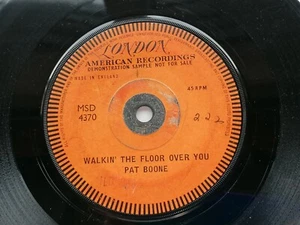 LONDON
AMERICAN RECORDINGS
DEMONSTRATION SAMPLE NOT FOR SALE
MADE IN ENGLAND
45 RPM
MSD
4370
WALKIN' THE FLOOR OVER YOU
PAT BOONE